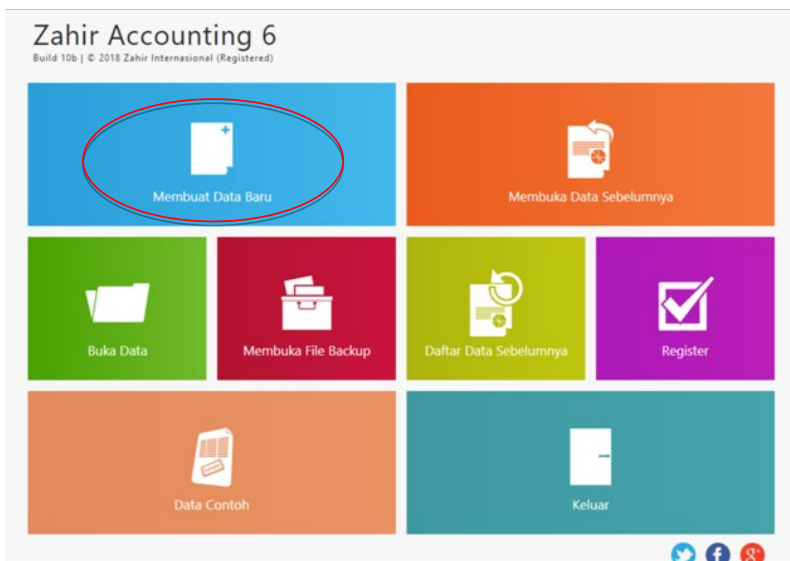 Zahir Accounting 6
Build 10b | © 2018 Zahir Internasional (Registered)
Membuat Data Baru
Membuka Data Sebelumnya
Buka Data
Membuka File Backup
Daftar Data Sebelumnya
Register
Data Contoh
Keluar